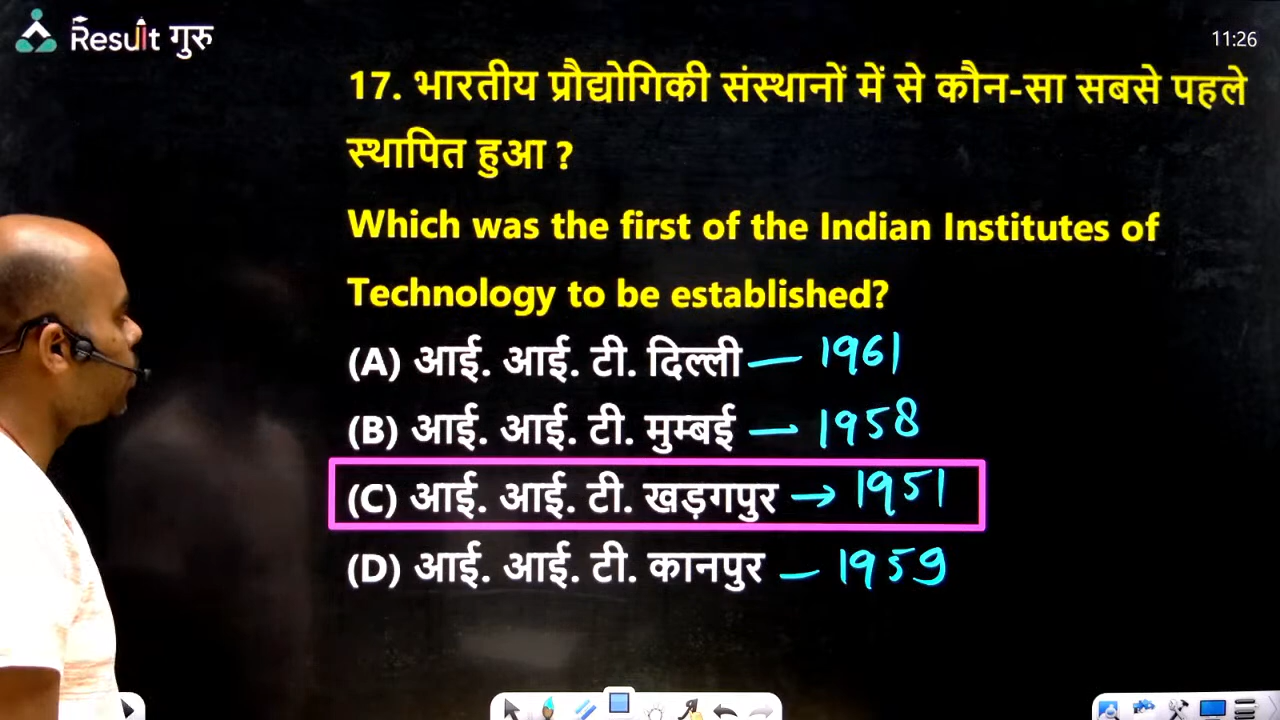 Result गुरु
11:26
17. भारतीय प्रौद्योगिकी संस्थानों में से कौन-सा सबसे पहले
स्थापित हुआ ?
Which was the first of the Indian Institutes of
Technology to be established?
(A) आई. आई. टी. दिल्ली — 1961
(B) आई. आई. टी. मुम्बई — 1958
(C) आई. आई. टी. खड़गपुर → 1951
(D) आई. आई. टी. कानपुर — 1959